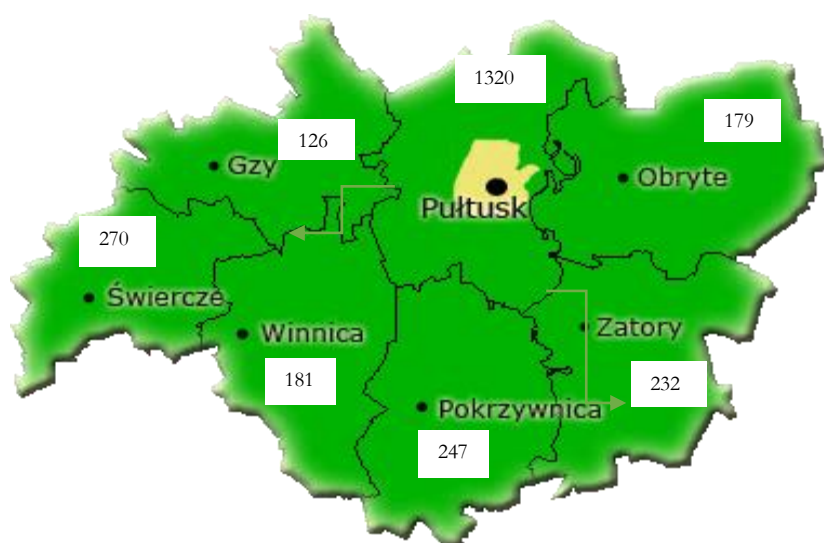 1320
179
126
Gzy
Obryte
Pułtusk
270
Świercze
Winnica
Zatory
181
232
Pokrzywnica
247